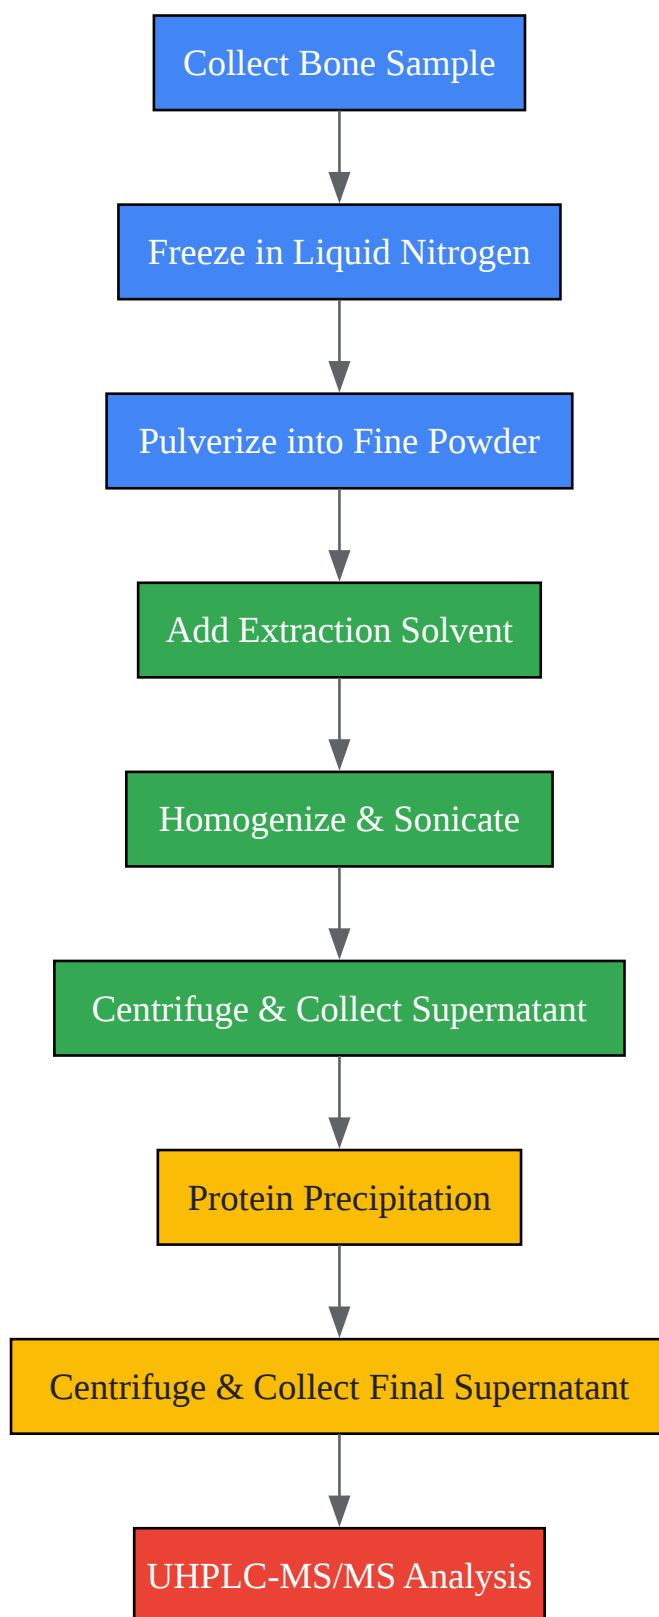 Collect Bone Sample
Freeze in Liquid Nitrogen
Pulverize into Fine Powder
Add Extraction Solvent
Homogenize & Sonicate
Centrifuge & Collect Supernatant
Protein Precipitation
Centrifuge & Collect Final Supernatant
UHPLC-MS/MS Analysis